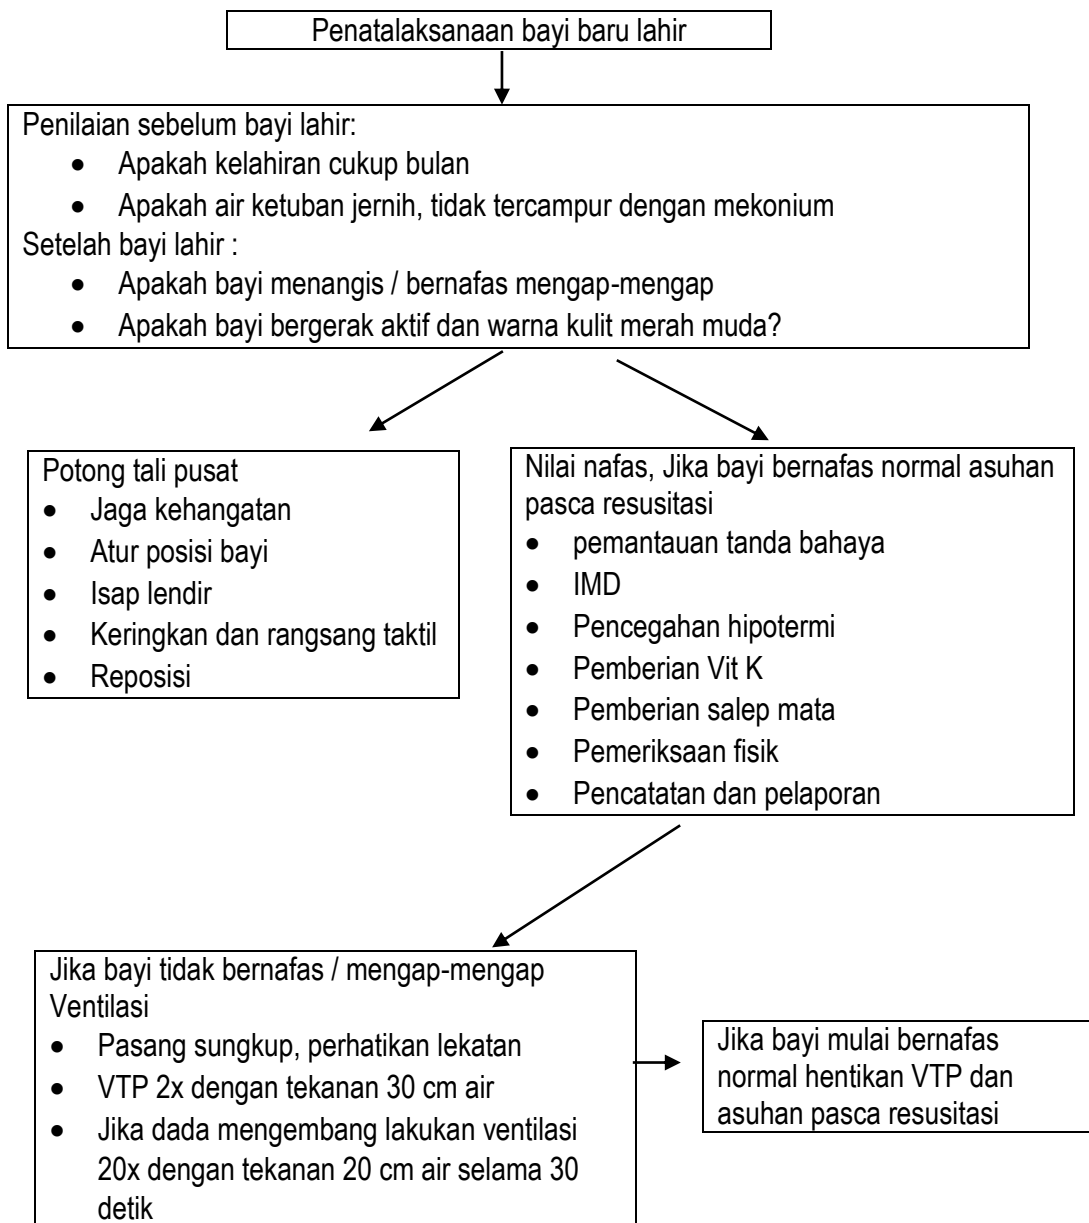 Penatalaksanaan bayi baru lahir
Penilaian sebelum bayi lahir:
• Apakah kelahiran cukup bulan
• Apakah air ketuban jernih, tidak tercampur dengan mekonium
Setelah bayi lahir :
• Apakah bayi menangis / bernafas mengap-mengap
• Apakah bayi bergerak aktif dan warna kulit merah muda?
Potong tali pusat
• Jaga kehangatan
• Atur posisi bayi
• Isap lendir
• Keringkan dan rangsang taktil
• Reposisi
Nilai nafas, Jika bayi bernafas normal asuhan
pasca resusitasi
• pemantauan tanda bahaya
• IMD
• Pencegahan hipotermi
• Pemberian Vit K
• Pemberian salep mata
• Pemeriksaan fisik
• Pencatatan dan pelaporan
Jika bayi tidak bernafas / mengap-mengap
Ventilasi
• Pasang sungkup, perhatikan lekatan
• VTP 2x dengan tekanan 30 cm air
• Jika dada mengembang lakukan ventilasi
20x dengan tekanan 20 cm air selama 30
detik
Jika bayi mulai bernafas
normal hentikan VTP dan
asuhan pasca resusitasi